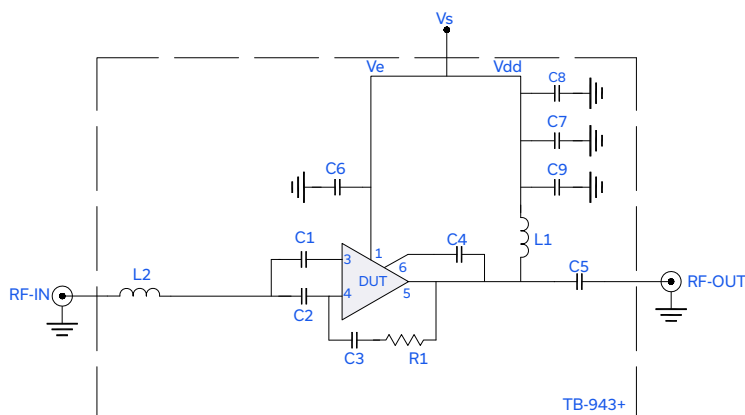 Vs
Ve
Vdd
C8
C7
C6
C9
C1
C4
L1
L2
3
1
6
DUT
C5
RF-IN
4
5
RF-OUT
C2
C3
R1
TB-943+